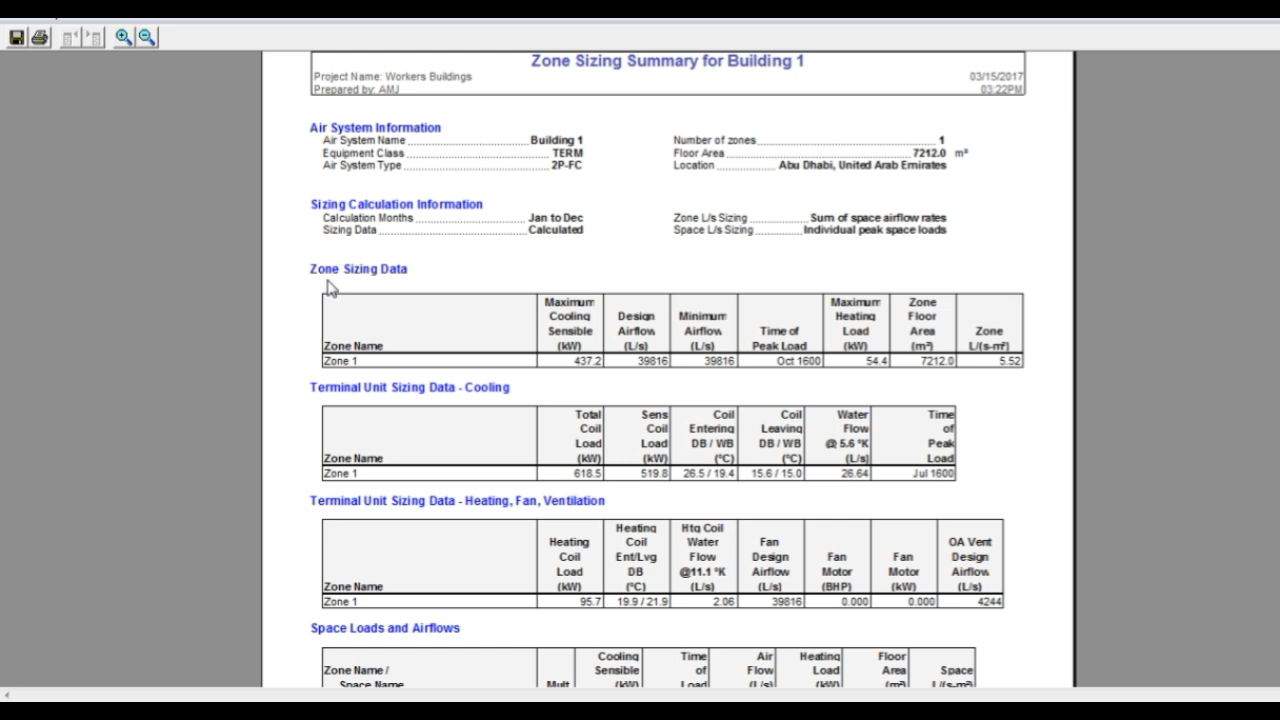 Zone Sizing Summary for Building 1
Project Name: Workers Buildings 03/15/2017
Prepared by: AMJ 03:22PM
Air System Information
Air System Name Building 1 Number of zones 1
Equipment Class TERM Floor Area 7212.0 m²
Air System Type 2P-FC Location Abu Dhabi, United Arab Emirates
Sizing Calculation Information
Calculation Months Jan to Dec Zone L/s Sizing Sum of space airflow rates
Sizing Data Calculated Space L/s Sizing Individual peak space loads
Zone Sizing Data
Maximum Maximum Zone
Cooling Design Minimum Heating Floor
Sensible Airflow Airflow Time of Load Area Zone
Zone Name (kW) (L/s) (L/s) Peak Load (kW) (m²) L/(s-m²)
Zone 1 437.2 39816 39816 Oct 1600 54.4 7212.0 5.52
Terminal Unit Sizing Data - Cooling
Total Sens Coil Coil Water Time
Coil Coil Entering Leaving Flow of
Load Load DB / WB DB / WB @ 5.6 °K Peak
Zone Name (kW) (kW) (°C) (°C) (L/s) Load
Zone 1 618.5 519.8 26.5 / 19.4 15.6 / 15.0 26.64 Jul 1600
Terminal Unit Sizing Data - Heating, Fan, Ventilation
Heating Htg Coil
Heating Coil Water Fan OA Vent
Coil Ent/Lvg Flow Design Fan Fan Design
Load DB @11.1 °K Airflow Motor Motor Airflow
Zone Name (kW) (°C) (L/s) (L/s) (BHP) (kW) (L/s)
Zone 1 95.7 19.9 / 21.9 2.06 39816 0.000 0.000 4244
Space Loads and Airflows
Cooling Time Air Heating Floor
Zone Name / Sensible of Flow Load Area Space
Space Name Mult (kW) Load (L/s) (kW) (m²) L/(s-m²)